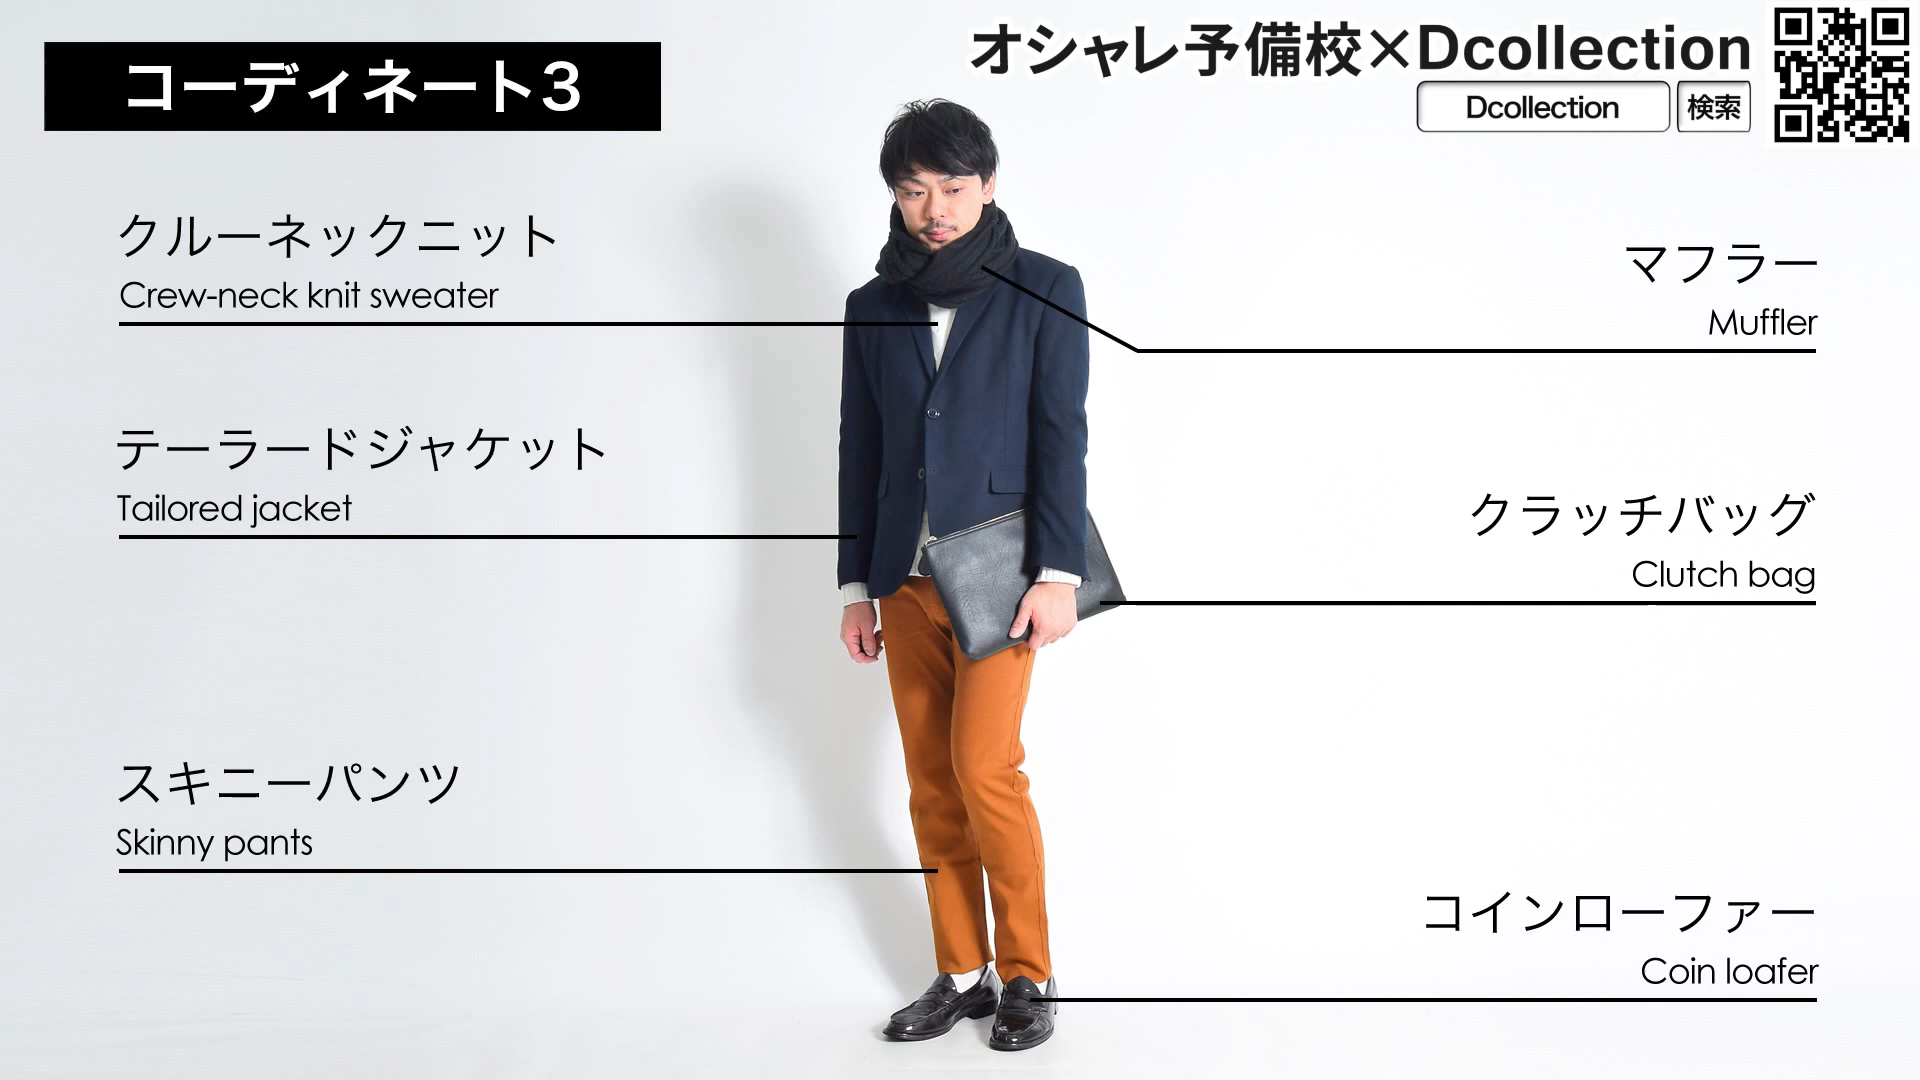 コーディネート3
オシャレ予備校×Dcollection
Dcollection 検索
クルーネックニット
Crew-neck knit sweater
テーラードジャケット
Tailored jacket
スキニーパンツ
Skinny pants
マフラー
Muffler
クラッチバッグ
Clutch bag
コインローファー
Coin loafer